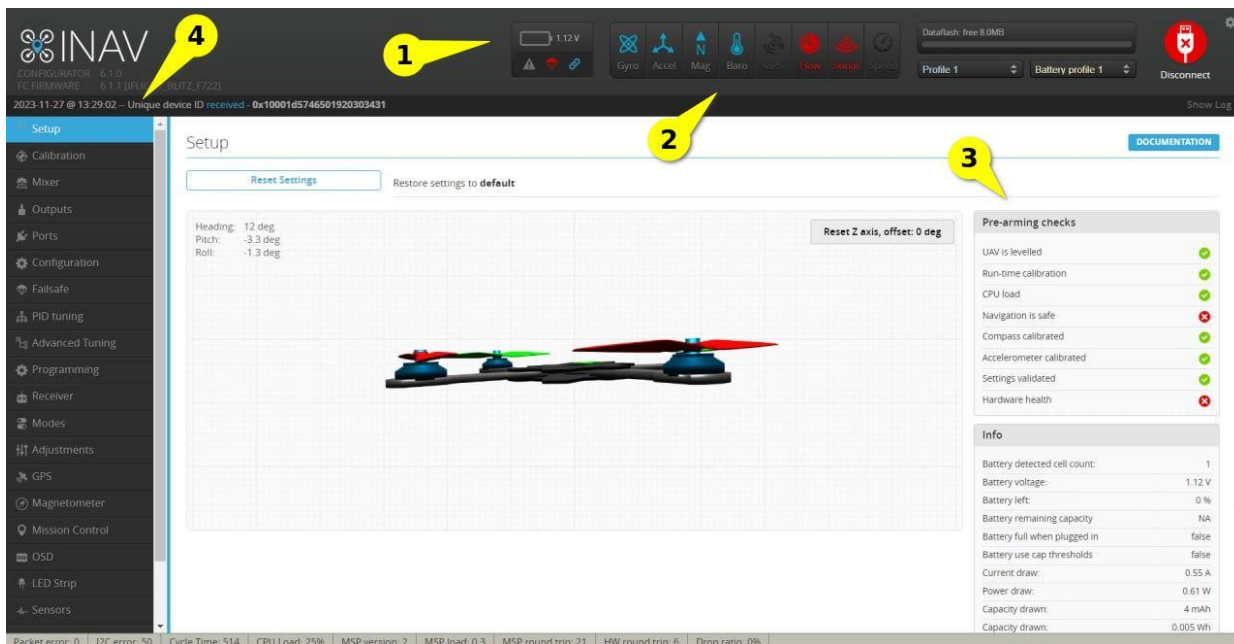 4
1
2
3
INAV
CONFIGURATOR 6.1.0
FC FIRMWARE 6.1.1 [IFLIGHT_BLITZ_F722]
1.12 V
Gyro Accel Mag Baro GPS Flow Sonar Speed
Dataflash: free 8.0MB
Profile 1
Battery profile 1
Disconnect
2023-11-27 @ 13:29:02 -- Unique device ID received - 0x10001d5746501920303431
Show Log
Setup
Calibration
Mixer
Outputs
Ports
Configuration
Failsafe
PID tuning
Advanced Tuning
Programming
Receiver
Modes
Adjustments
GPS
Magnetometer
Mission Control
OSD
LED Strip
Sensors
Setup
DOCUMENTATION
Reset Settings
Restore settings to default
Heading: 12 deg
Pitch: -3.3 deg
Roll: -1.3 deg
Reset Z axis, offset: 0 deg
Pre-arming checks
UAV is levelled
Run-time calibration
CPU load
Navigation is safe
Compass calibrated
Accelerometer calibrated
Settings validated
Hardware health
Info
Battery detected cell count: 1
Battery voltage: 1.12 V
Battery left: 0 %
Battery remaining capacity NA
Battery full when plugged in false
Battery use cap thresholds false
Current draw: 0.55 A
Power draw: 0.61 W
Capacity drawn: 4 mAh
Capacity drawn: 0.005 Wh
Packet error: 0 I2C error: 50 Cycle Time: 514 CPU Load: 25% MSP version: 2 MSP load: 0.3 MSP round trip: 21 HW round trip: 6 Drop ratio: 0%